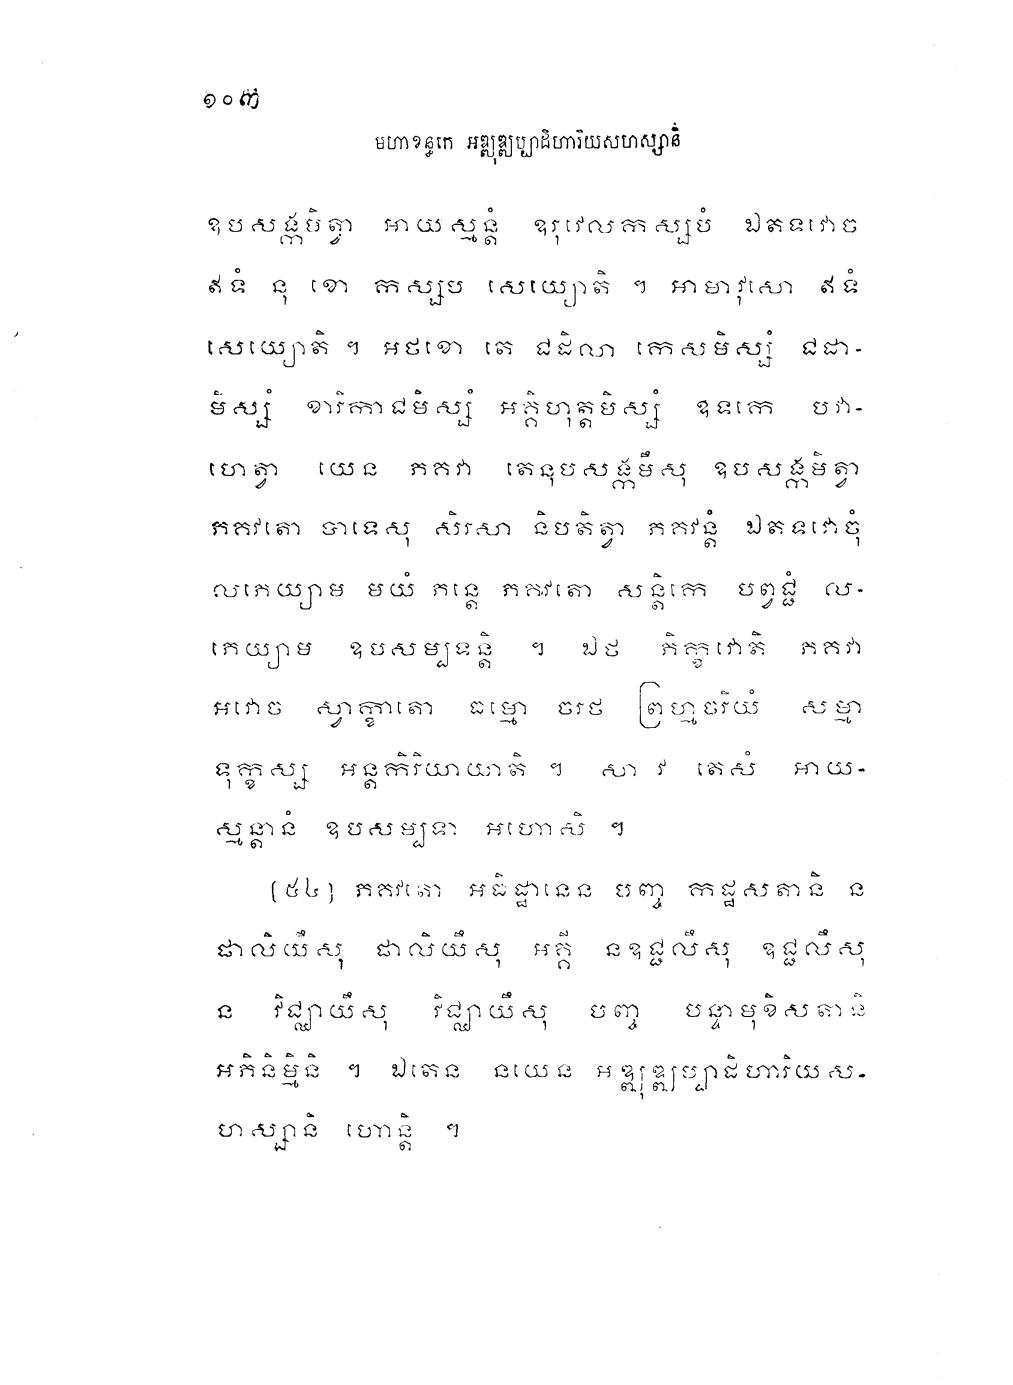 ១០៣
មហាខន្ធកេ អឌ្ឍុឌ្ឍប្បាដិហារិយសហស្សានិ
ឧបសង្កមិត្វា អាយស្មន្តំ ឧរុវេលកស្សបំ ឯតទវោច
ឥទំ នុ ខោ កស្សប សេយ្យោតិ ។ អាមាវុសោ ឥទំ
សេយ្យោតិ ។ អថខោ តេ ជដិលា កេសមិស្សំ ជដា-
មិស្សំ ខារិកាជមិស្សំ អគ្គិហុត្តមិស្សំ ឧទកេ បវា-
ហេត្វា យេន ភគវា តេនុបសង្កមឹសុ ឧបសង្កមិត្វា
ភគវតោ បាទេសុ សិរសា និបតិត្វា ភគវន្តំ ឯតទវោចុំ
លភេយ្យាម មយំ ភន្តេ ភគវតោ សន្តិកេ បព្វជ្ជំ ល-
ភេយ្យាម ឧបសម្បទន្តិ ។ ឯថ ភិក្ខវោតិ ភគវា
អវោច ស្វាក្ខាតោ ធម្មោ ចរថ ព្រហ្មចរិយំ សម្មា
ទុក្ខស្ស អន្តកិរិយាយាតិ ។ សា វ តេសំ អាយ-
ស្មន្តានំ ឧបសម្បទា អហោសិ ។
(៥៤) ភគវតោ អធិដ្ឋានេន បញ្ច កដ្ឋសតានិ ន
ផាលិយឹសុ ផាលិយឹសុ អគ្គី នឧជ្ជលឹសុ ឧជ្ជលឹសុ
ន វិជ្ឈាយឹសុ វិជ្ឈាយឹសុ បញ្ច មន្ទាមុខិសតានិ
អភិនិម្មិនិ ។ ឯតេន នយេន អឌ្ឍុឌ្ឍប្បាដិហារិយស-
ហស្សានិ ហោន្តិ ។